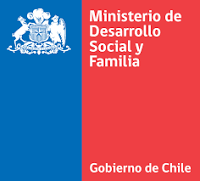 Ministerio de
Desarrollo
Social y
Familia
Gobierno de Chile